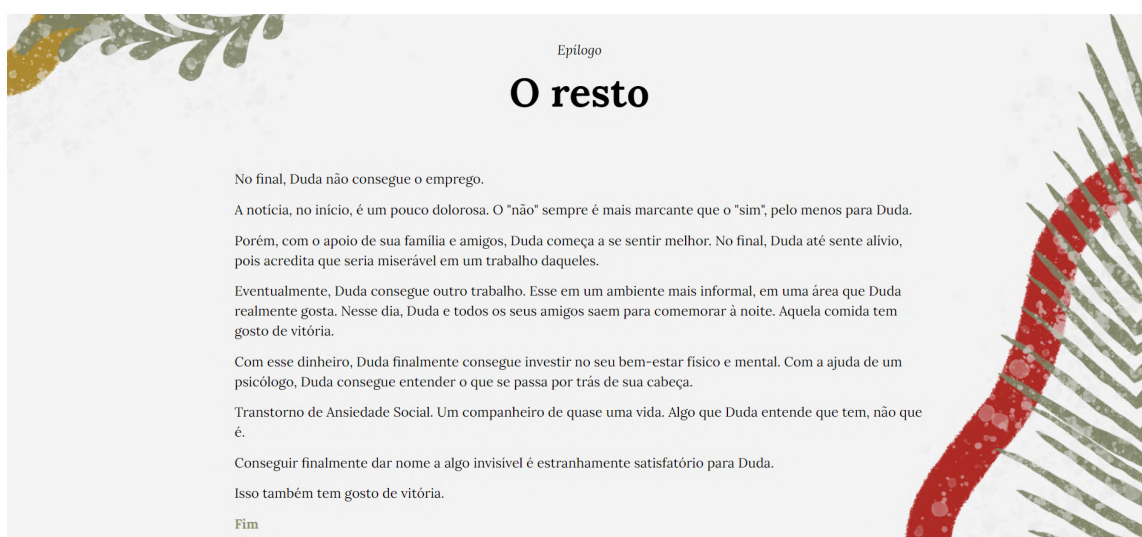 Epílogo
O resto
No final, Duda não consegue o emprego.
A notícia, no início, é um pouco dolorosa. O "não" sempre é mais marcante que o "sim", pelo menos para Duda.
Porém, com o apoio de sua família e amigos, Duda começa a se sentir melhor. No final, Duda até sente alívio,
pois acredita que seria miserável em um trabalho daqueles.
Eventualmente, Duda consegue outro trabalho. Esse em um ambiente mais informal, em uma área que Duda
realmente gosta. Nesse dia, Duda e todos os seus amigos saem para comemorar à noite. Aquela comida tem
gosto de vitória.
Com esse dinheiro, Duda finalmente consegue investir no seu bem-estar físico e mental. Com a ajuda de um
psicólogo, Duda consegue entender o que se passa por trás de sua cabeça.
Transtorno de Ansiedade Social. Um companheiro de quase uma vida. Algo que Duda entende que tem, não que
é.
Conseguir finalmente dar nome a algo invisível é estranhamente satisfatório para Duda.
Isso também tem gosto de vitória.
Fim